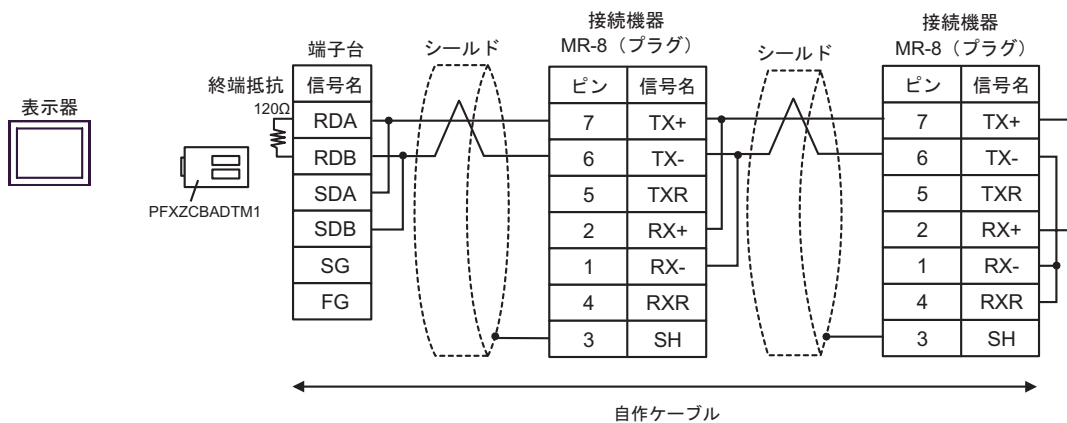 表示器
PFXZCBADTM1
終端抵抗
120Ω
端子台
信号名
RDA
RDB
SDA
SDB
SG
FG
シールド
接続機器
MR-8（プラグ）
ピン 信号名
7 TX+
6 TX-
5 TXR
2 RX+
1 RX-
4 RXR
3 SH
シールド
接続機器
MR-8（プラグ）
ピン 信号名
7 TX+
6 TX-
5 TXR
2 RX+
1 RX-
4 RXR
3 SH
自作ケーブル